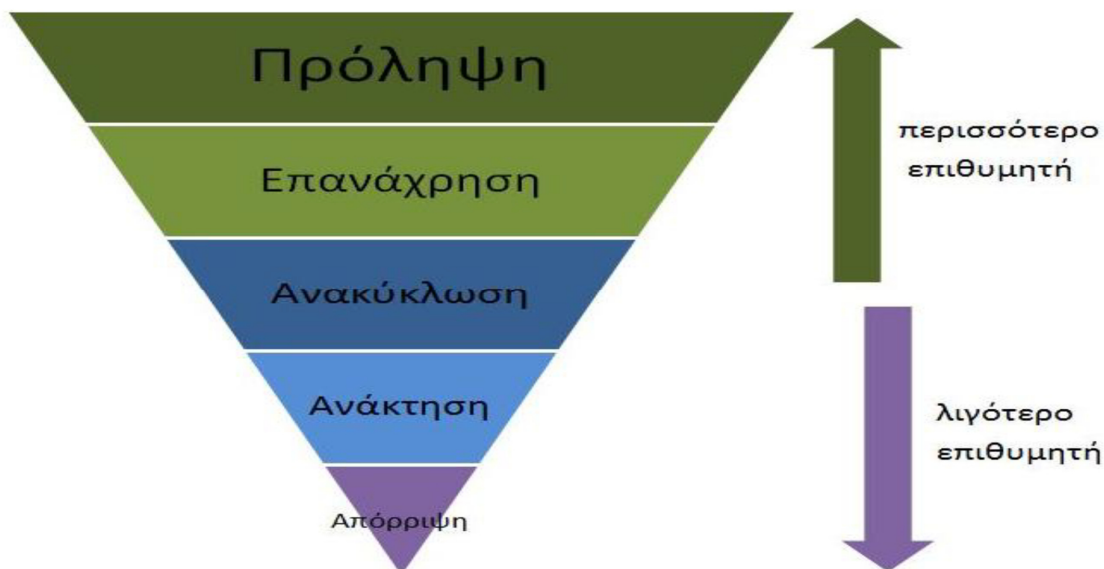 Πρόληψη
Επανάχρηση
Ανακύκλωση
Ανάκτηση
Απόρριψη
περισσότερο
επιθυμητή
λιγότερο
επιθυμητή